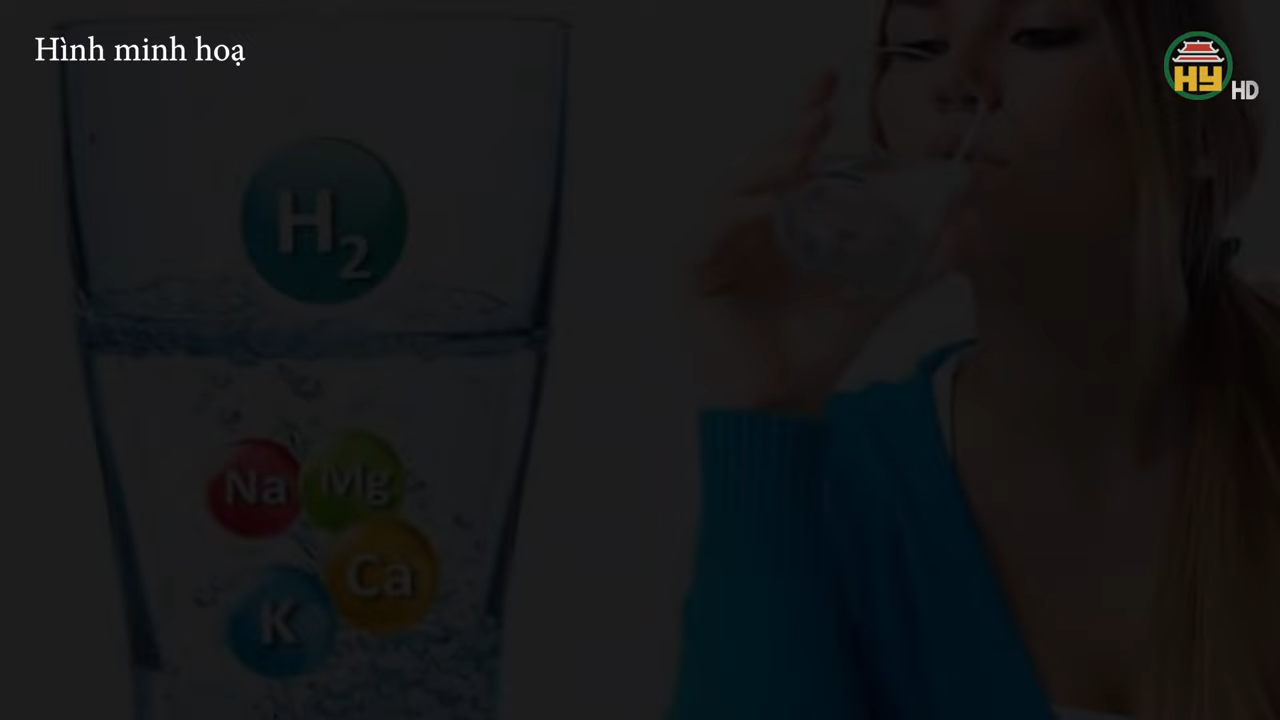 Hình minh hoạ
HY
HD
H2
Na
Mg
Ca
K